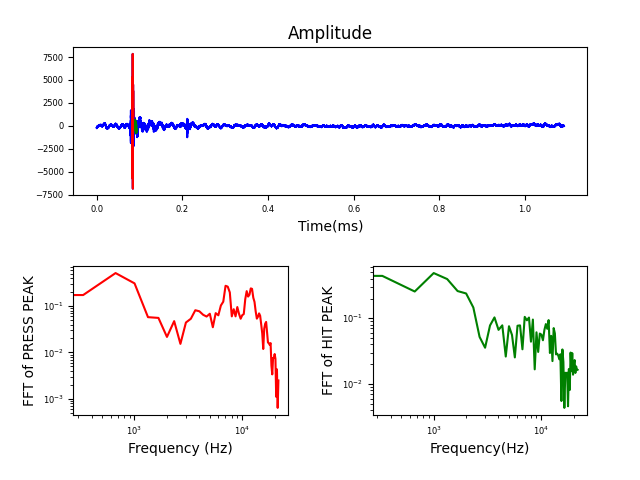 Amplitude
7500
5000
2500
0
−2500
−5000
−7500
0.0 0.2 0.4 0.6 0.8 1.0
Time(ms)
FFT of PRESS PEAK
10⁻¹
10⁻²
10⁻³
10³ 10⁴
Frequency (Hz)
FFT of HIT PEAK
10⁻¹
10⁻²
10³ 10⁴
Frequency(Hz)